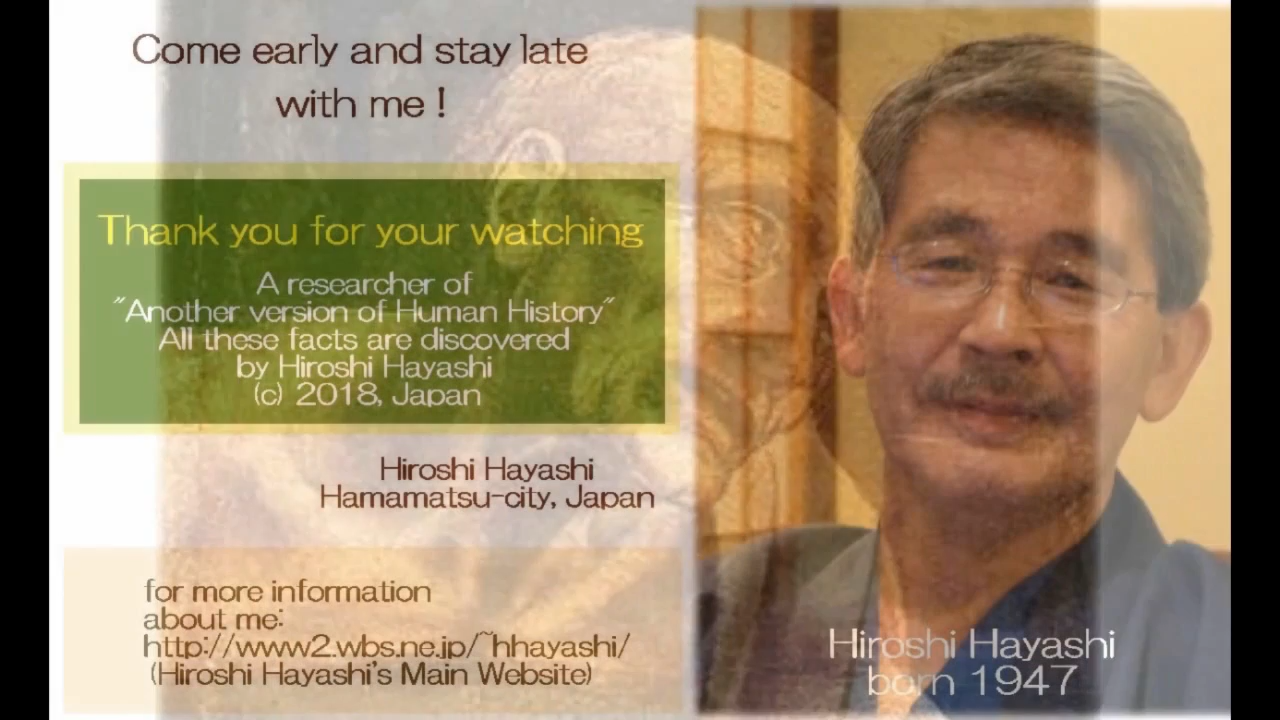 Come early and stay late
with me !
Thank you for your watching
A researcher of
"Another version of Human History"
All these facts are discovered
by Hiroshi Hayashi
(c) 2018, Japan
Hiroshi Hayashi
Hamamatsu-city, Japan
for more information
about me:
http://www2.wbs.ne.jp/~hhayashi/
(Hiroshi Hayashi's Main Website)
Hiroshi Hayashi
born 1947